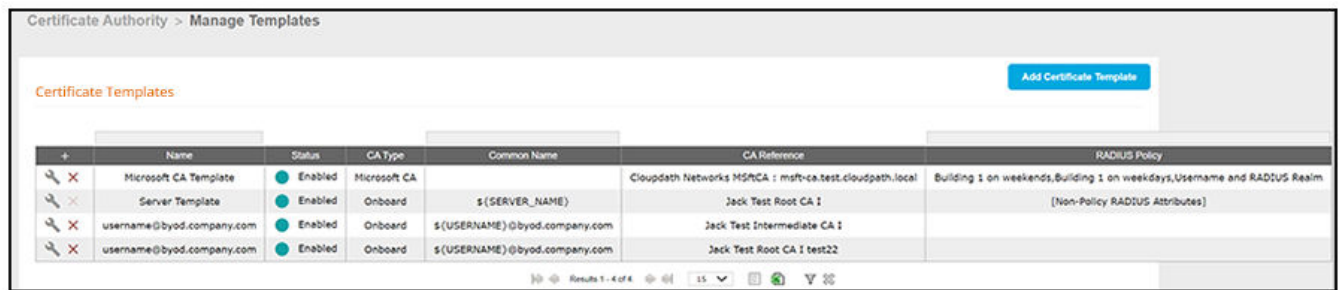 Certificate Authority > Manage Templates
Add Certificate Template
Certificate Templates
+ Name Status CA Type Common Name CA Reference RADIUS Policy
Microsoft CA Template Enabled Microsoft CA Cloupdath Networks MSftCA : msft-ca.test.cloudpath.local Building 1 on weekends,Building 1 on weekdays,Username and RADIUS Realm
Server Template Enabled Onboard ${SERVER_NAME} Jack Test Root CA I [Non-Policy RADIUS Attributes]
username@byod.company.com Enabled Onboard ${USERNAME}@byod.company.com Jack Test Intermediate CA I
username@byod.company.com Enabled Onboard ${USERNAME}@byod.company.com Jack Test Root CA I test22
Results 1 - 4 of 4 15